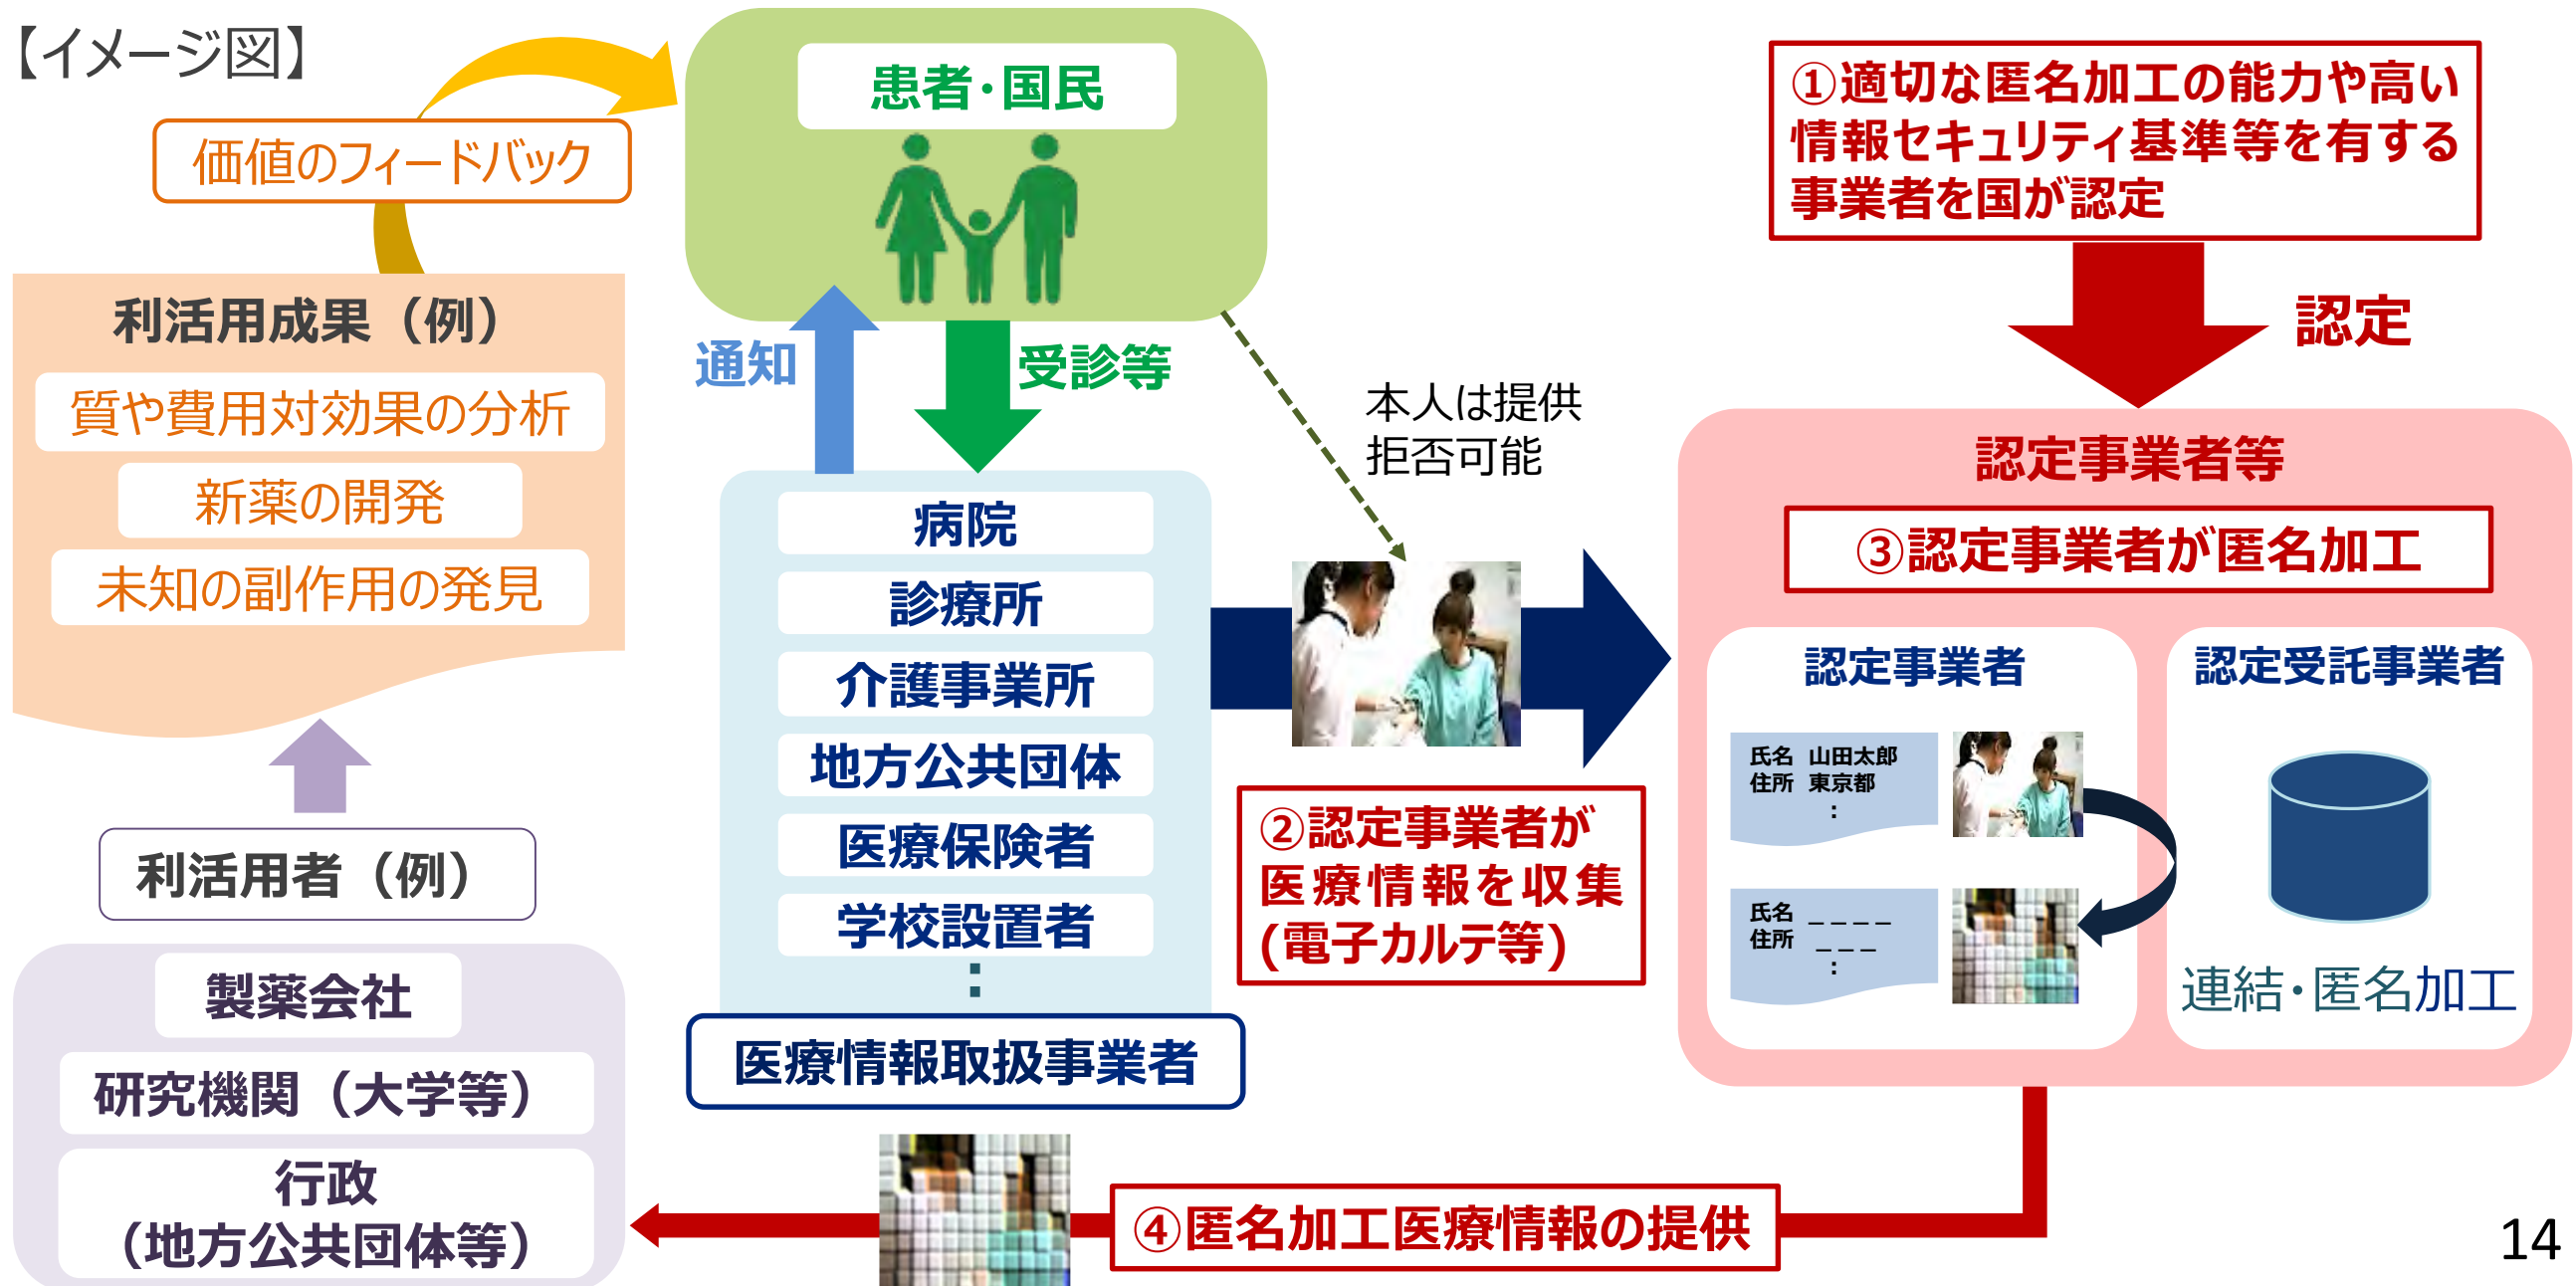 【イメージ図】
価値のフィードバック
利活用成果（例）
質や費用対効果の分析
新薬の開発
未知の副作用の発見
利活用者（例）
製薬会社
研究機関（大学等）
行政
（地方公共団体等）
患者・国民
通知
受診等
病院
診療所
介護事業所
地方公共団体
医療保険者
学校設置者
：
医療情報取扱事業者
本人は提供
拒否可能
②認定事業者が
医療情報を収集
(電子カルテ等)
①適切な匿名加工の能力や高い
情報セキュリティ基準等を有する
事業者を国が認定
認定
認定事業者等
③認定事業者が匿名加工
認定事業者
氏名 山田太郎
住所 東京都
：
氏名 ＿＿＿＿
住所 ＿＿＿
：
認定受託事業者
連結・匿名加工
④匿名加工医療情報の提供
14